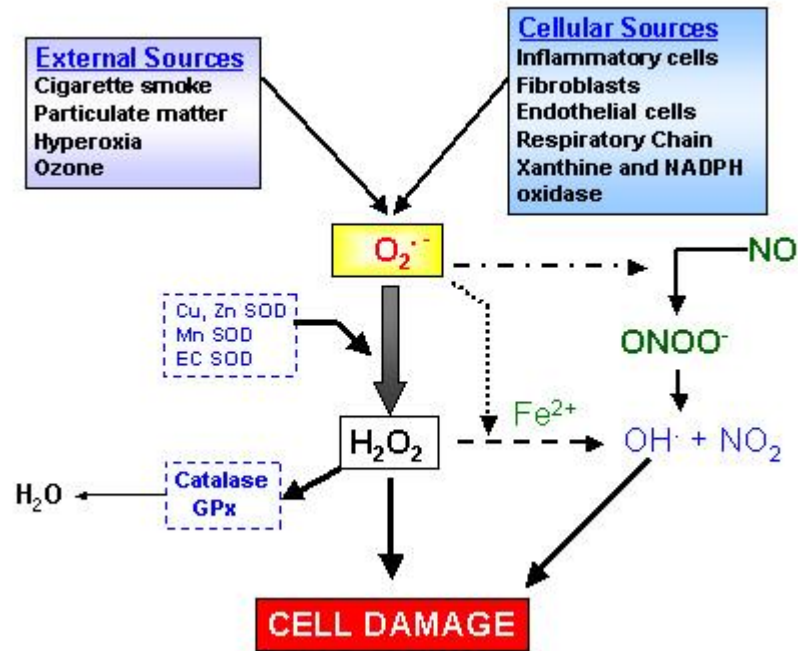 External Sources
Cigarette smoke
Particulate matter
Hyperoxia
Ozone
Cellular Sources
Inflammatory cells
Fibroblasts
Endothelial cells
Respiratory Chain
Xanthine and NADPH
oxidase
O₂·⁻
NO
Cu, Zn SOD
Mn SOD
EC SOD
ONOO⁻
Fe²⁺
H₂O₂
OH· + NO₂
H₂O
Catalase
GPx
CELL DAMAGE